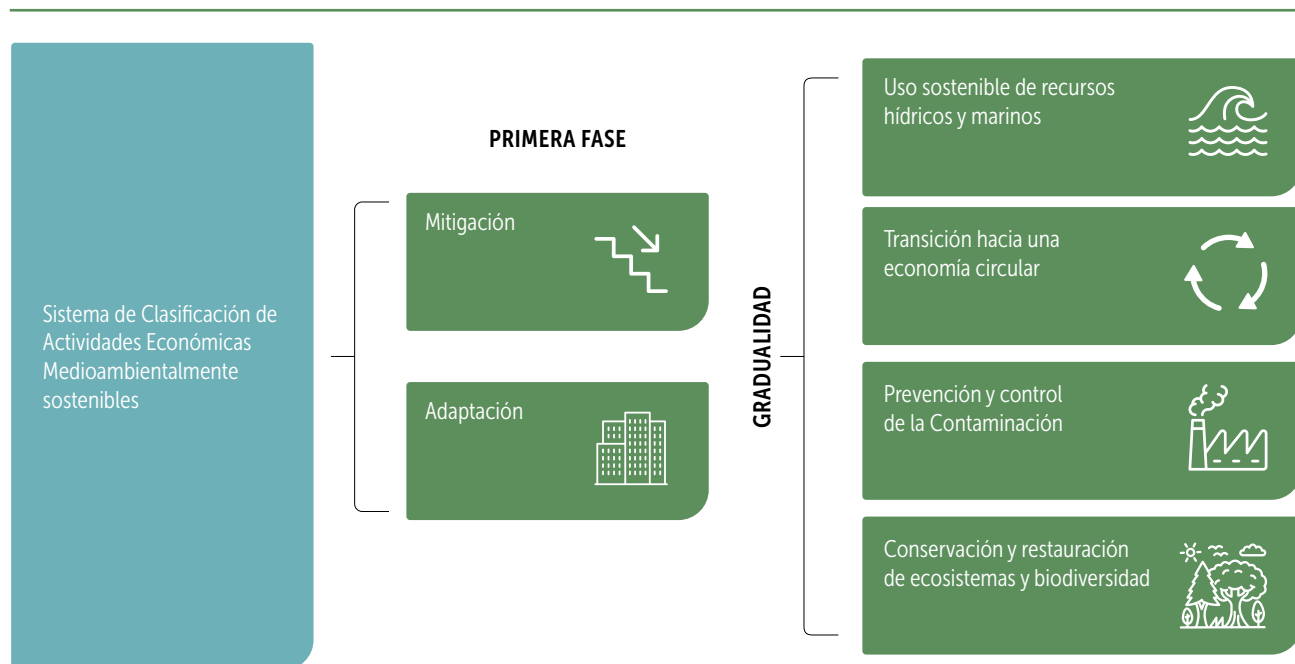 Sistema de Clasificación de
Actividades Económicas
Medioambientalmente
sostenibles
PRIMERA FASE
Mitigación
Adaptación
GRADUALIDAD
Uso sostenible de recursos
hídricos y marinos
Transición hacia una
economía circular
Prevención y control
de la Contaminación
Conservación y restauración
de ecosistemas y biodiversidad